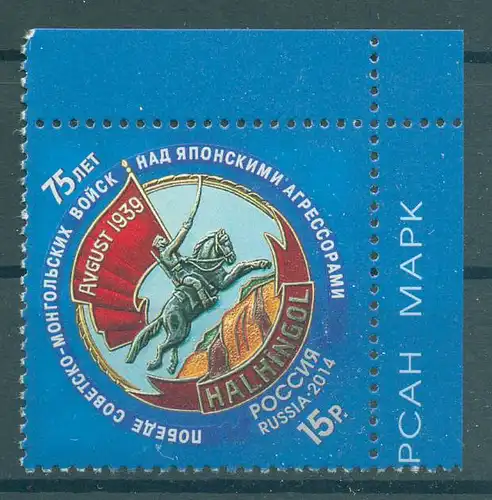 75 ЛЕТ
ПОБЕДЕ СОВЕТСКО-МОНГОЛЬСКИХ ВОЙСК НАД ЯПОНСКИМИ АГРЕССОРАМИ
AVGUST 1939
HALHINGOL
РОССИЯ
RUSSIA·2014
15Р.
РСАН МАРК